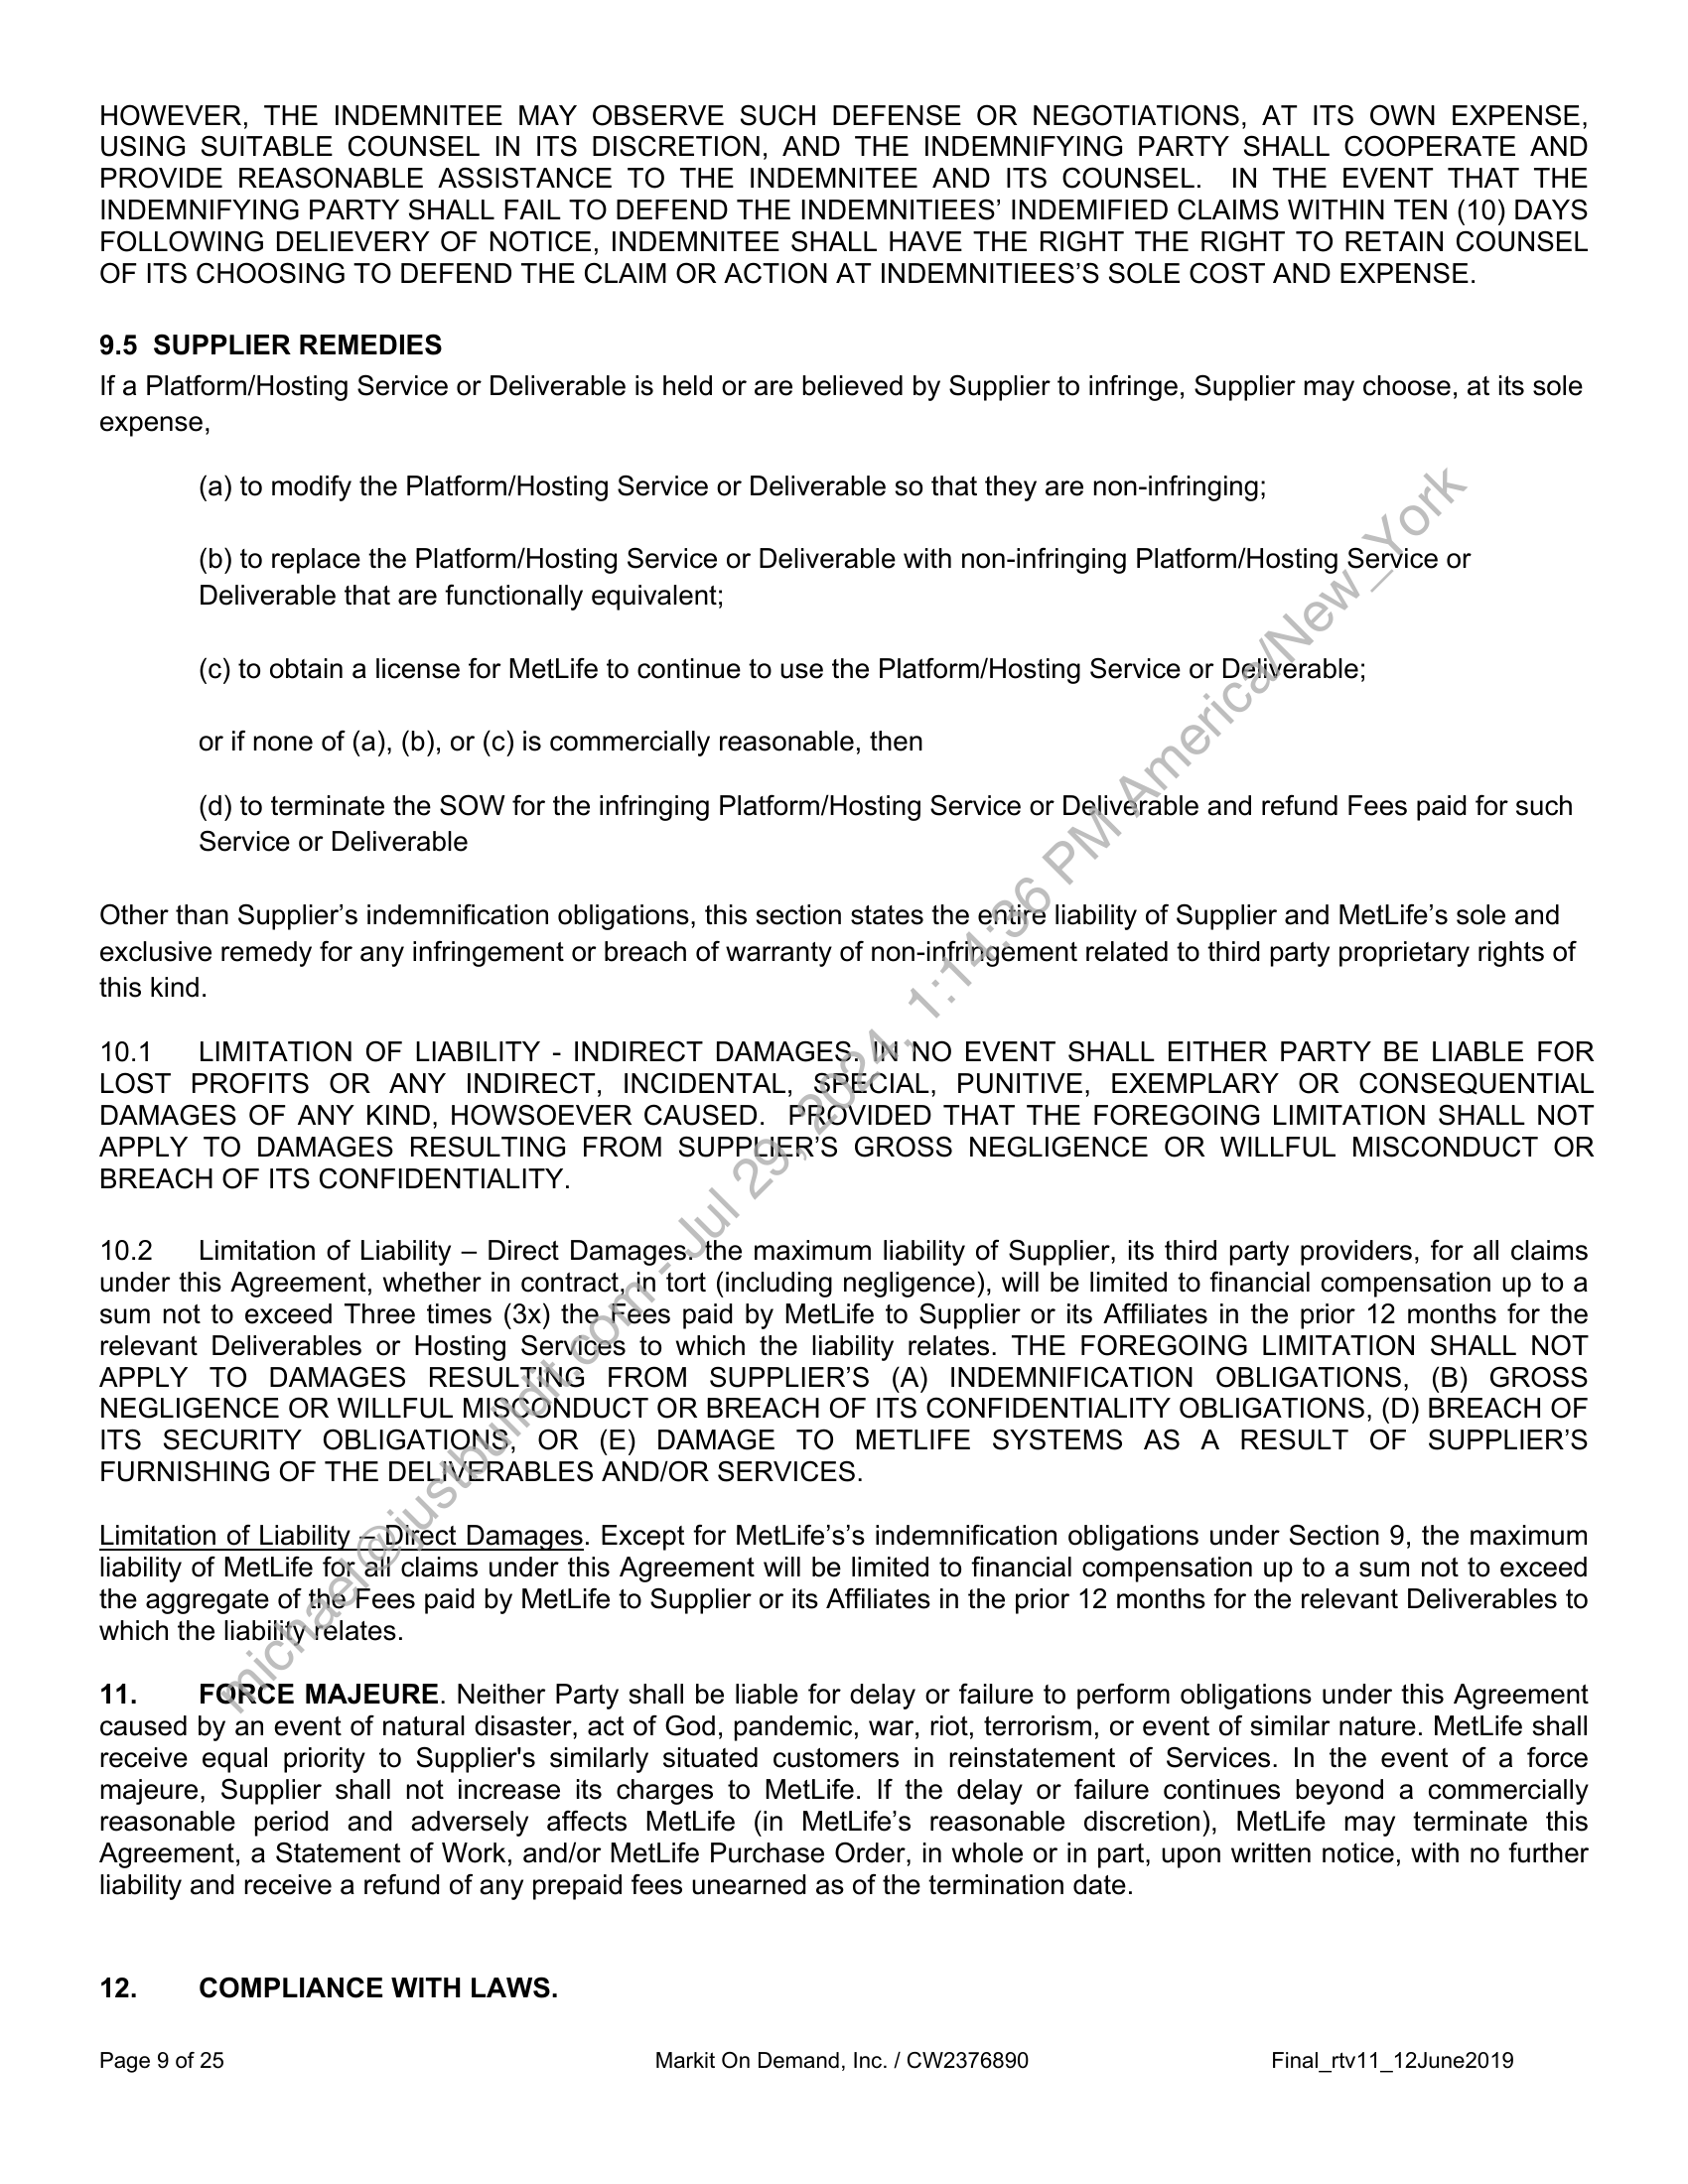 HOWEVER, THE INDEMNITEE MAY OBSERVE SUCH DEFENSE OR NEGOTIATIONS, AT ITS OWN EXPENSE,
USING SUITABLE COUNSEL IN ITS DISCRETION, AND THE INDEMNIFYING PARTY SHALL COOPERATE AND
PROVIDE REASONABLE ASSISTANCE TO THE INDEMNITEE AND ITS COUNSEL. IN THE EVENT THAT THE
INDEMNIFYING PARTY SHALL FAIL TO DEFEND THE INDEMNITIEES’ INDEMIFIED CLAIMS WITHIN TEN (10) DAYS
FOLLOWING DELIEVERY OF NOTICE, INDEMNITEE SHALL HAVE THE RIGHT THE RIGHT TO RETAIN COUNSEL
OF ITS CHOOSING TO DEFEND THE CLAIM OR ACTION AT INDEMNITIEES’S SOLE COST AND EXPENSE.
9.5 SUPPLIER REMEDIES
If a Platform/Hosting Service or Deliverable is held or are believed by Supplier to infringe, Supplier may choose, at its sole
expense,
(a) to modify the Platform/Hosting Service or Deliverable so that they are non-infringing;
(b) to replace the Platform/Hosting Service or Deliverable with non-infringing Platform/Hosting Service or
Deliverable that are functionally equivalent;
(c) to obtain a license for MetLife to continue to use the Platform/Hosting Service or Deliverable;
or if none of (a), (b), or (c) is commercially reasonable, then
(d) to terminate the SOW for the infringing Platform/Hosting Service or Deliverable and refund Fees paid for such
Service or Deliverable
Other than Supplier’s indemnification obligations, this section states the entire liability of Supplier and MetLife’s sole and
exclusive remedy for any infringement or breach of warranty of non-infringement related to third party proprietary rights of
this kind.
10.1 LIMITATION OF LIABILITY - INDIRECT DAMAGES. IN NO EVENT SHALL EITHER PARTY BE LIABLE FOR
LOST PROFITS OR ANY INDIRECT, INCIDENTAL, SPECIAL, PUNITIVE, EXEMPLARY OR CONSEQUENTIAL
DAMAGES OF ANY KIND, HOWSOEVER CAUSED. PROVIDED THAT THE FOREGOING LIMITATION SHALL NOT
APPLY TO DAMAGES RESULTING FROM SUPPLIER’S GROSS NEGLIGENCE OR WILLFUL MISCONDUCT OR
BREACH OF ITS CONFIDENTIALITY.
10.2 Limitation of Liability – Direct Damages. the maximum liability of Supplier, its third party providers, for all claims
under this Agreement, whether in contract, in tort (including negligence), will be limited to financial compensation up to a
sum not to exceed Three times (3x) the Fees paid by MetLife to Supplier or its Affiliates in the prior 12 months for the
relevant Deliverables or Hosting Services to which the liability relates. THE FOREGOING LIMITATION SHALL NOT
APPLY TO DAMAGES RESULTING FROM SUPPLIER’S (A) INDEMNIFICATION OBLIGATIONS, (B) GROSS
NEGLIGENCE OR WILLFUL MISCONDUCT OR BREACH OF ITS CONFIDENTIALITY OBLIGATIONS, (D) BREACH OF
ITS SECURITY OBLIGATIONS, OR (E) DAMAGE TO METLIFE SYSTEMS AS A RESULT OF SUPPLIER’S
FURNISHING OF THE DELIVERABLES AND/OR SERVICES.
Limitation of Liability – Direct Damages. Except for MetLife’s’s indemnification obligations under Section 9, the maximum
liability of MetLife for all claims under this Agreement will be limited to financial compensation up to a sum not to exceed
the aggregate of the Fees paid by MetLife to Supplier or its Affiliates in the prior 12 months for the relevant Deliverables to
which the liability relates.
11. FORCE MAJEURE. Neither Party shall be liable for delay or failure to perform obligations under this Agreement
caused by an event of natural disaster, act of God, pandemic, war, riot, terrorism, or event of similar nature. MetLife shall
receive equal priority to Supplier's similarly situated customers in reinstatement of Services. In the event of a force
majeure, Supplier shall not increase its charges to MetLife. If the delay or failure continues beyond a commercially
reasonable period and adversely affects MetLife (in MetLife’s reasonable discretion), MetLife may terminate this
Agreement, a Statement of Work, and/or MetLife Purchase Order, in whole or in part, upon written notice, with no further
liability and receive a refund of any prepaid fees unearned as of the termination date.
12. COMPLIANCE WITH LAWS.
Page 9 of 25 Markit On Demand, Inc. / CW2376890 Final_rtv11_12June2019
michael@justbuildit.com - Jul 29, 2024, 1:14:36 PM America/New_York